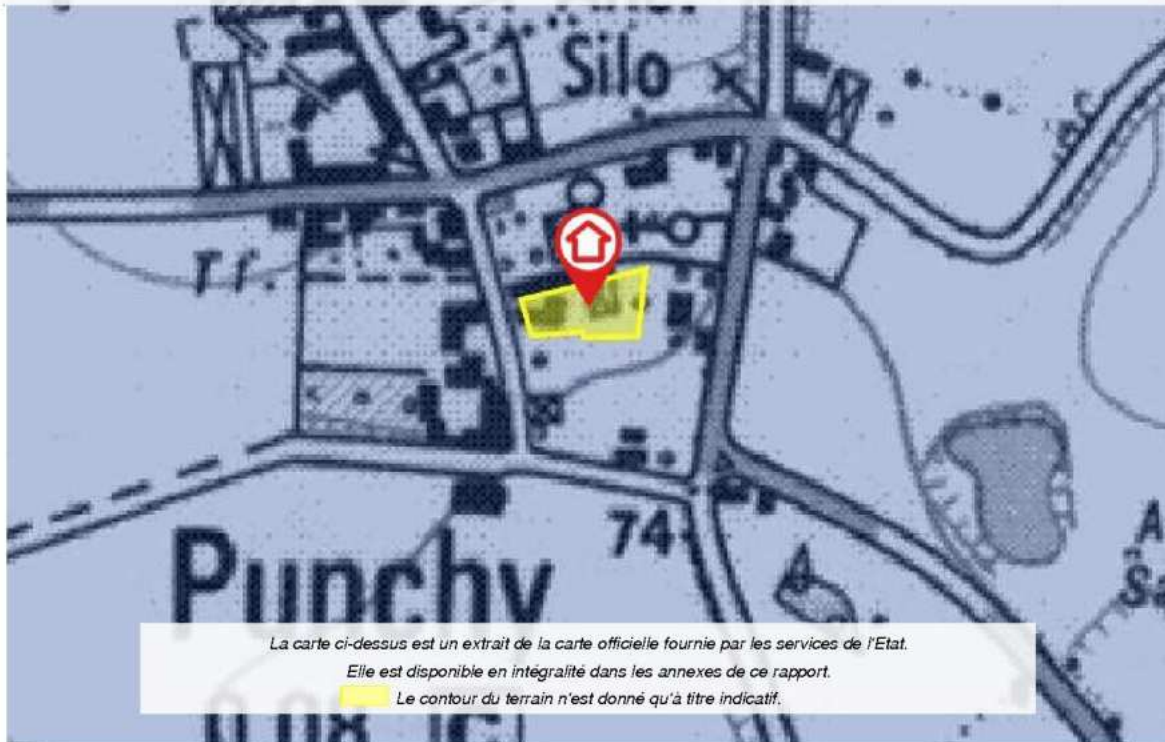 Silo
T f.
74
Punchy
La carte ci-dessus est un extrait de la carte officielle fournie par les services de l'Etat.
Elle est disponible en intégralité dans les annexes de ce rapport.
Le contour du terrain n'est donné qu'à titre indicatif.